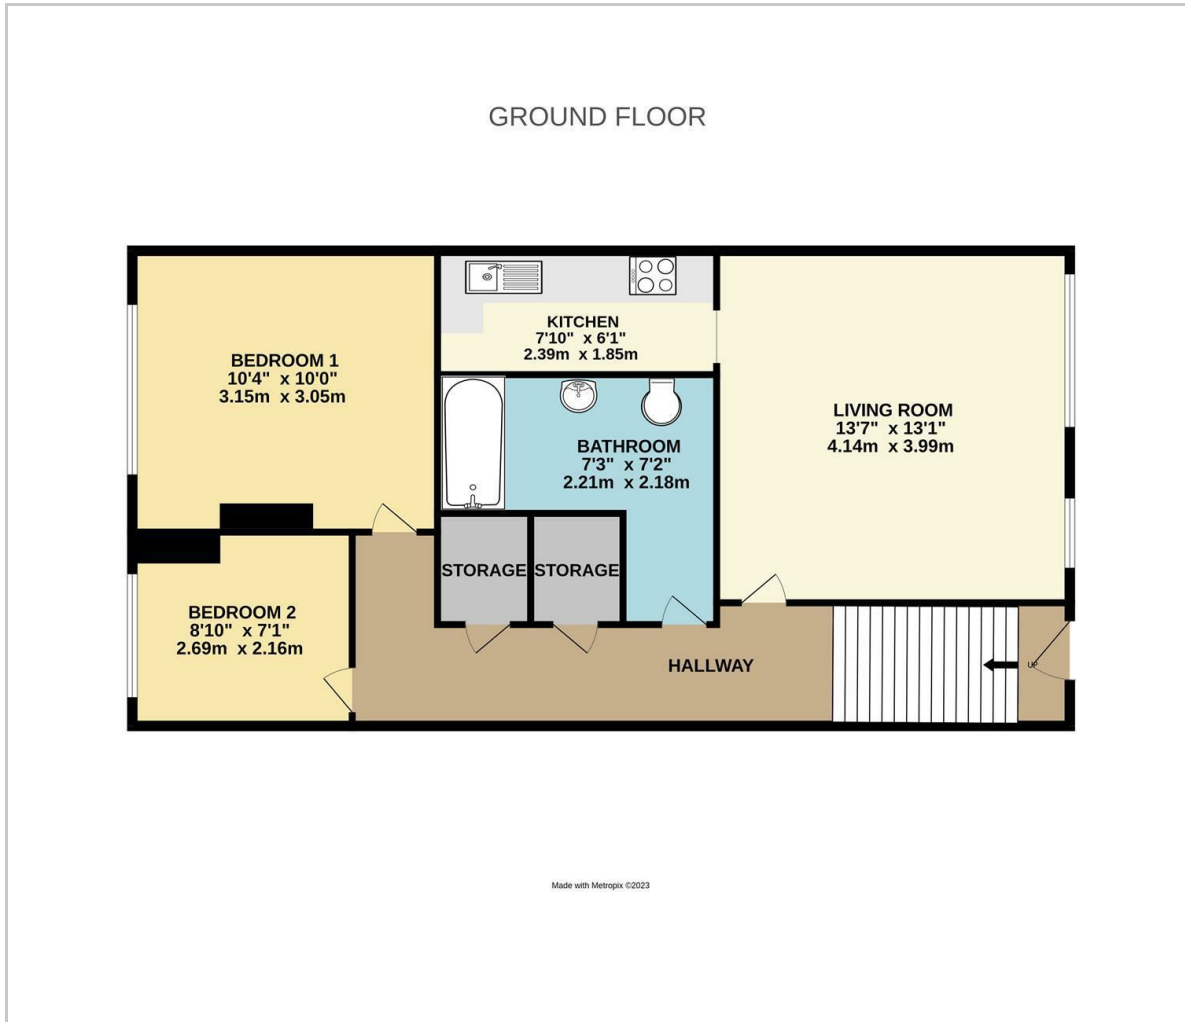 GROUND FLOOR
KITCHEN
7'10" x 6'1"
2.39m x 1.85m
BEDROOM 1
10'4" x 10'0"
3.15m x 3.05m
LIVING ROOM
13'7" x 13'1"
4.14m x 3.99m
BATHROOM
7'3" x 7'2"
2.21m x 2.18m
STORAGE
STORAGE
BEDROOM 2
8'10" x 7'1"
2.69m x 2.16m
HALLWAY
UP
Made with Metropix ©2023